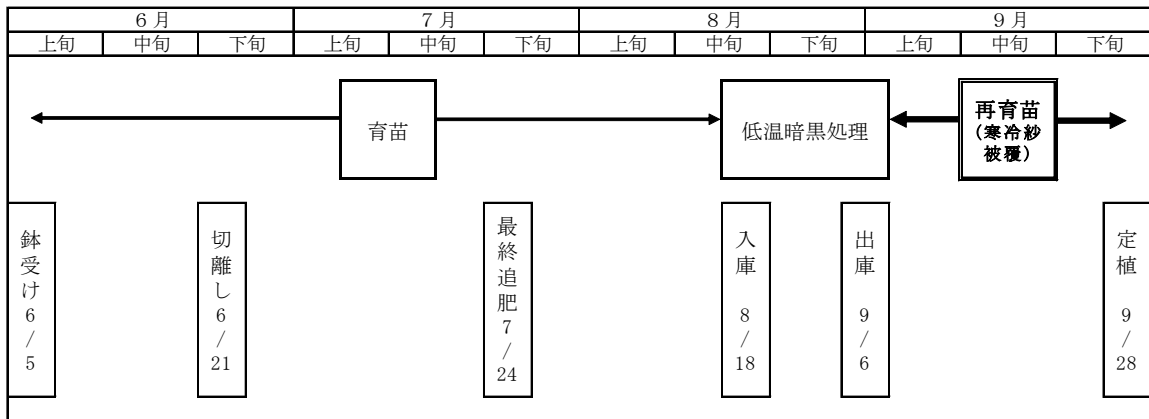 6月 7月 8月 9月
上旬 中旬 下旬 上旬 中旬 下旬 上旬 中旬 下旬 上旬 中旬 下旬
育苗
低温暗黒処理
再育苗
(寒冷紗
被覆)
鉢受け6/5
切離し6/21
最終追肥7/24
入庫 8/18
出庫 9/6
定植 9/28